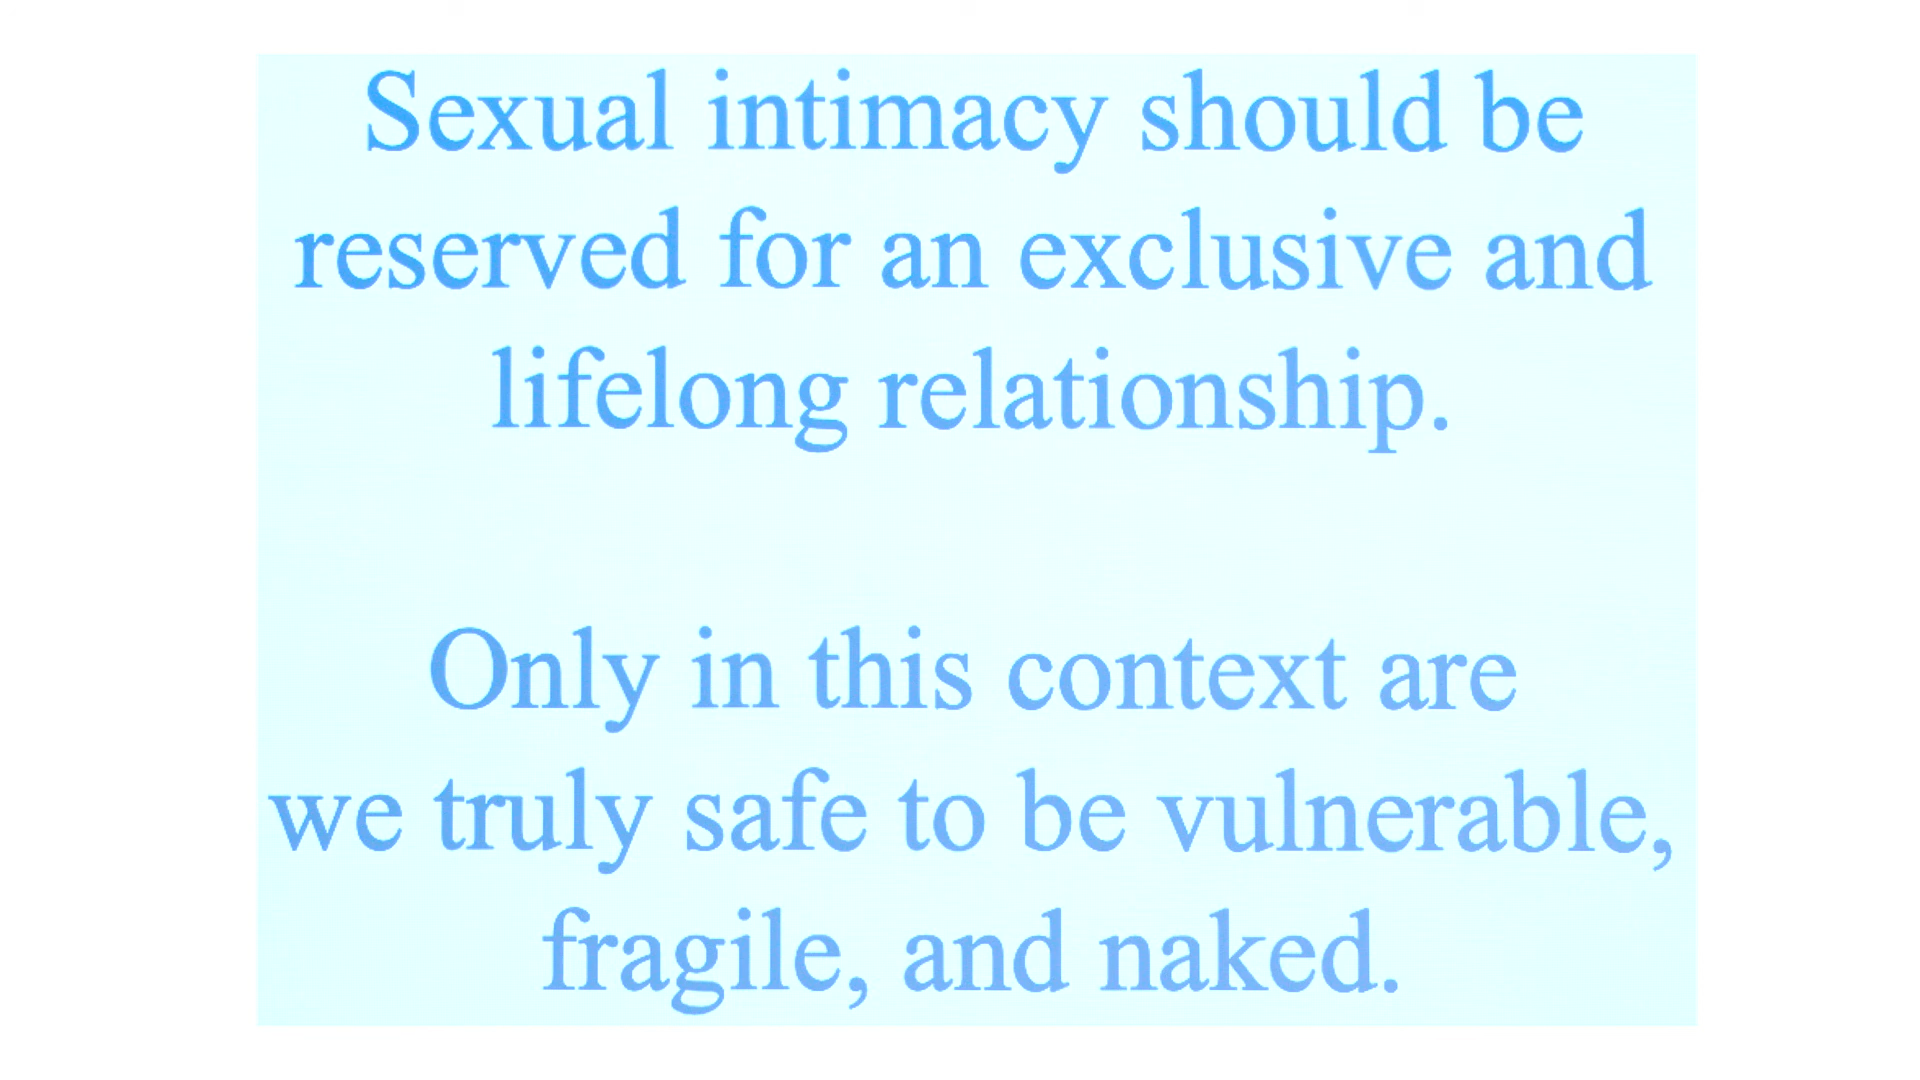 Sexual intimacy should be
reserved for an exclusive and
lifelong relationship.
Only in this context are
we truly safe to be vulnerable,
fragile, and naked.